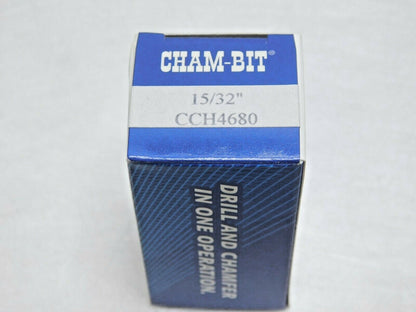 CHAM-BIT®
15/32"
CCH4680
DRILL AND CHAMFER
IN ONE OPERATION.